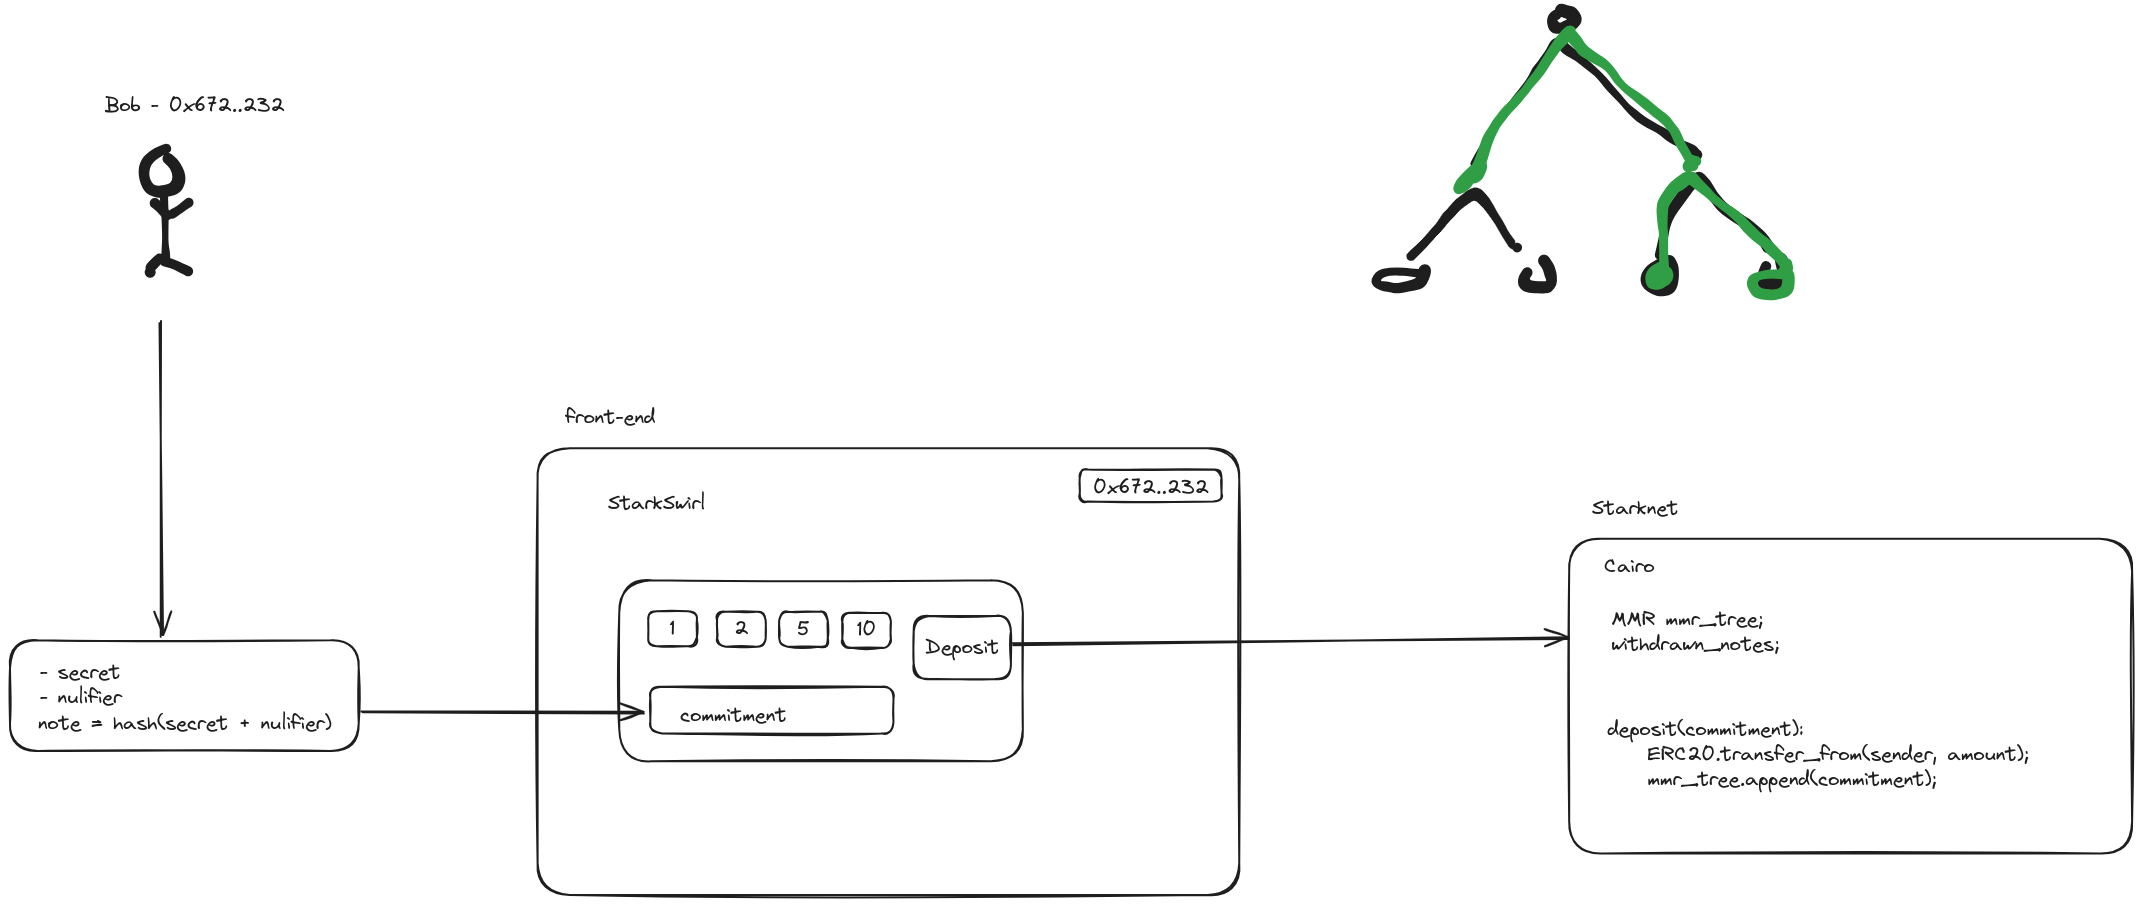 Bob - 0x672..232
front-end
StarkSwirl
0x672..232
1
2
5
10
Deposit
commitment
- secret
- nulifier
note = hash(secret + nulifier)
Starknet
Cairo
MMR mmr_tree;
withdrawn_notes;
deposit(commitment):
ERC20.transfer_from(sender, amount);
mmr_tree.append(commitment);